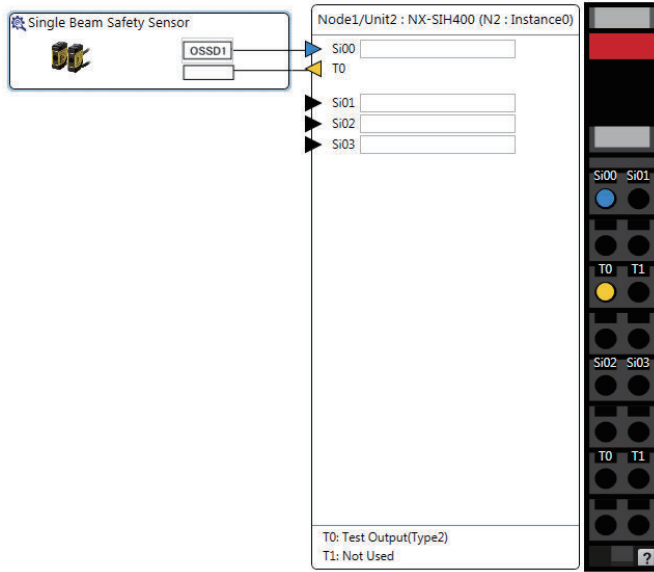 Single Beam Safety Sensor
OSSD1
Node1/Unit2 : NX-SIH400 (N2 : Instance0)
Si00
T0
Si01
Si02
Si03
T0: Test Output(Type2)
T1: Not Used
Si00 Si01
T0 T1
Si02 Si03
T0 T1
?